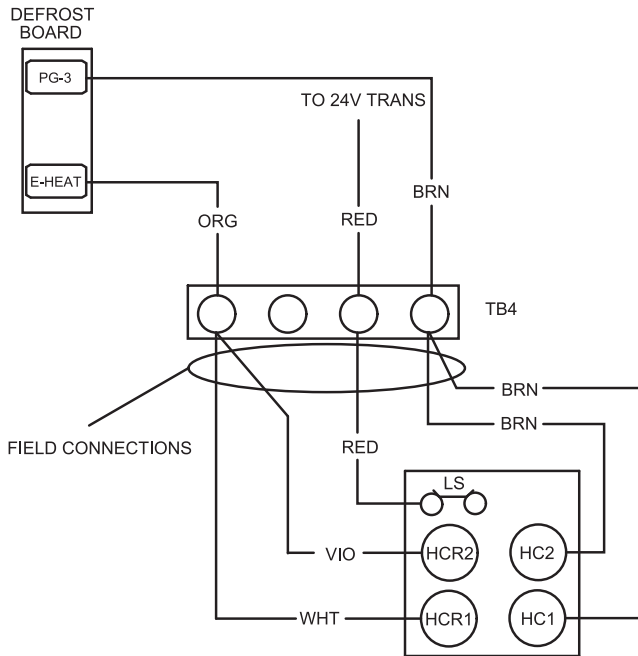 DEFROST
BOARD
PG-3
TO 24V TRANS
E-HEAT
BRN
ORG
RED
TB4
BRN
BRN
FIELD CONNECTIONS
RED
LS
VIO
HCR2
HC2
WHT
HCR1
HC1